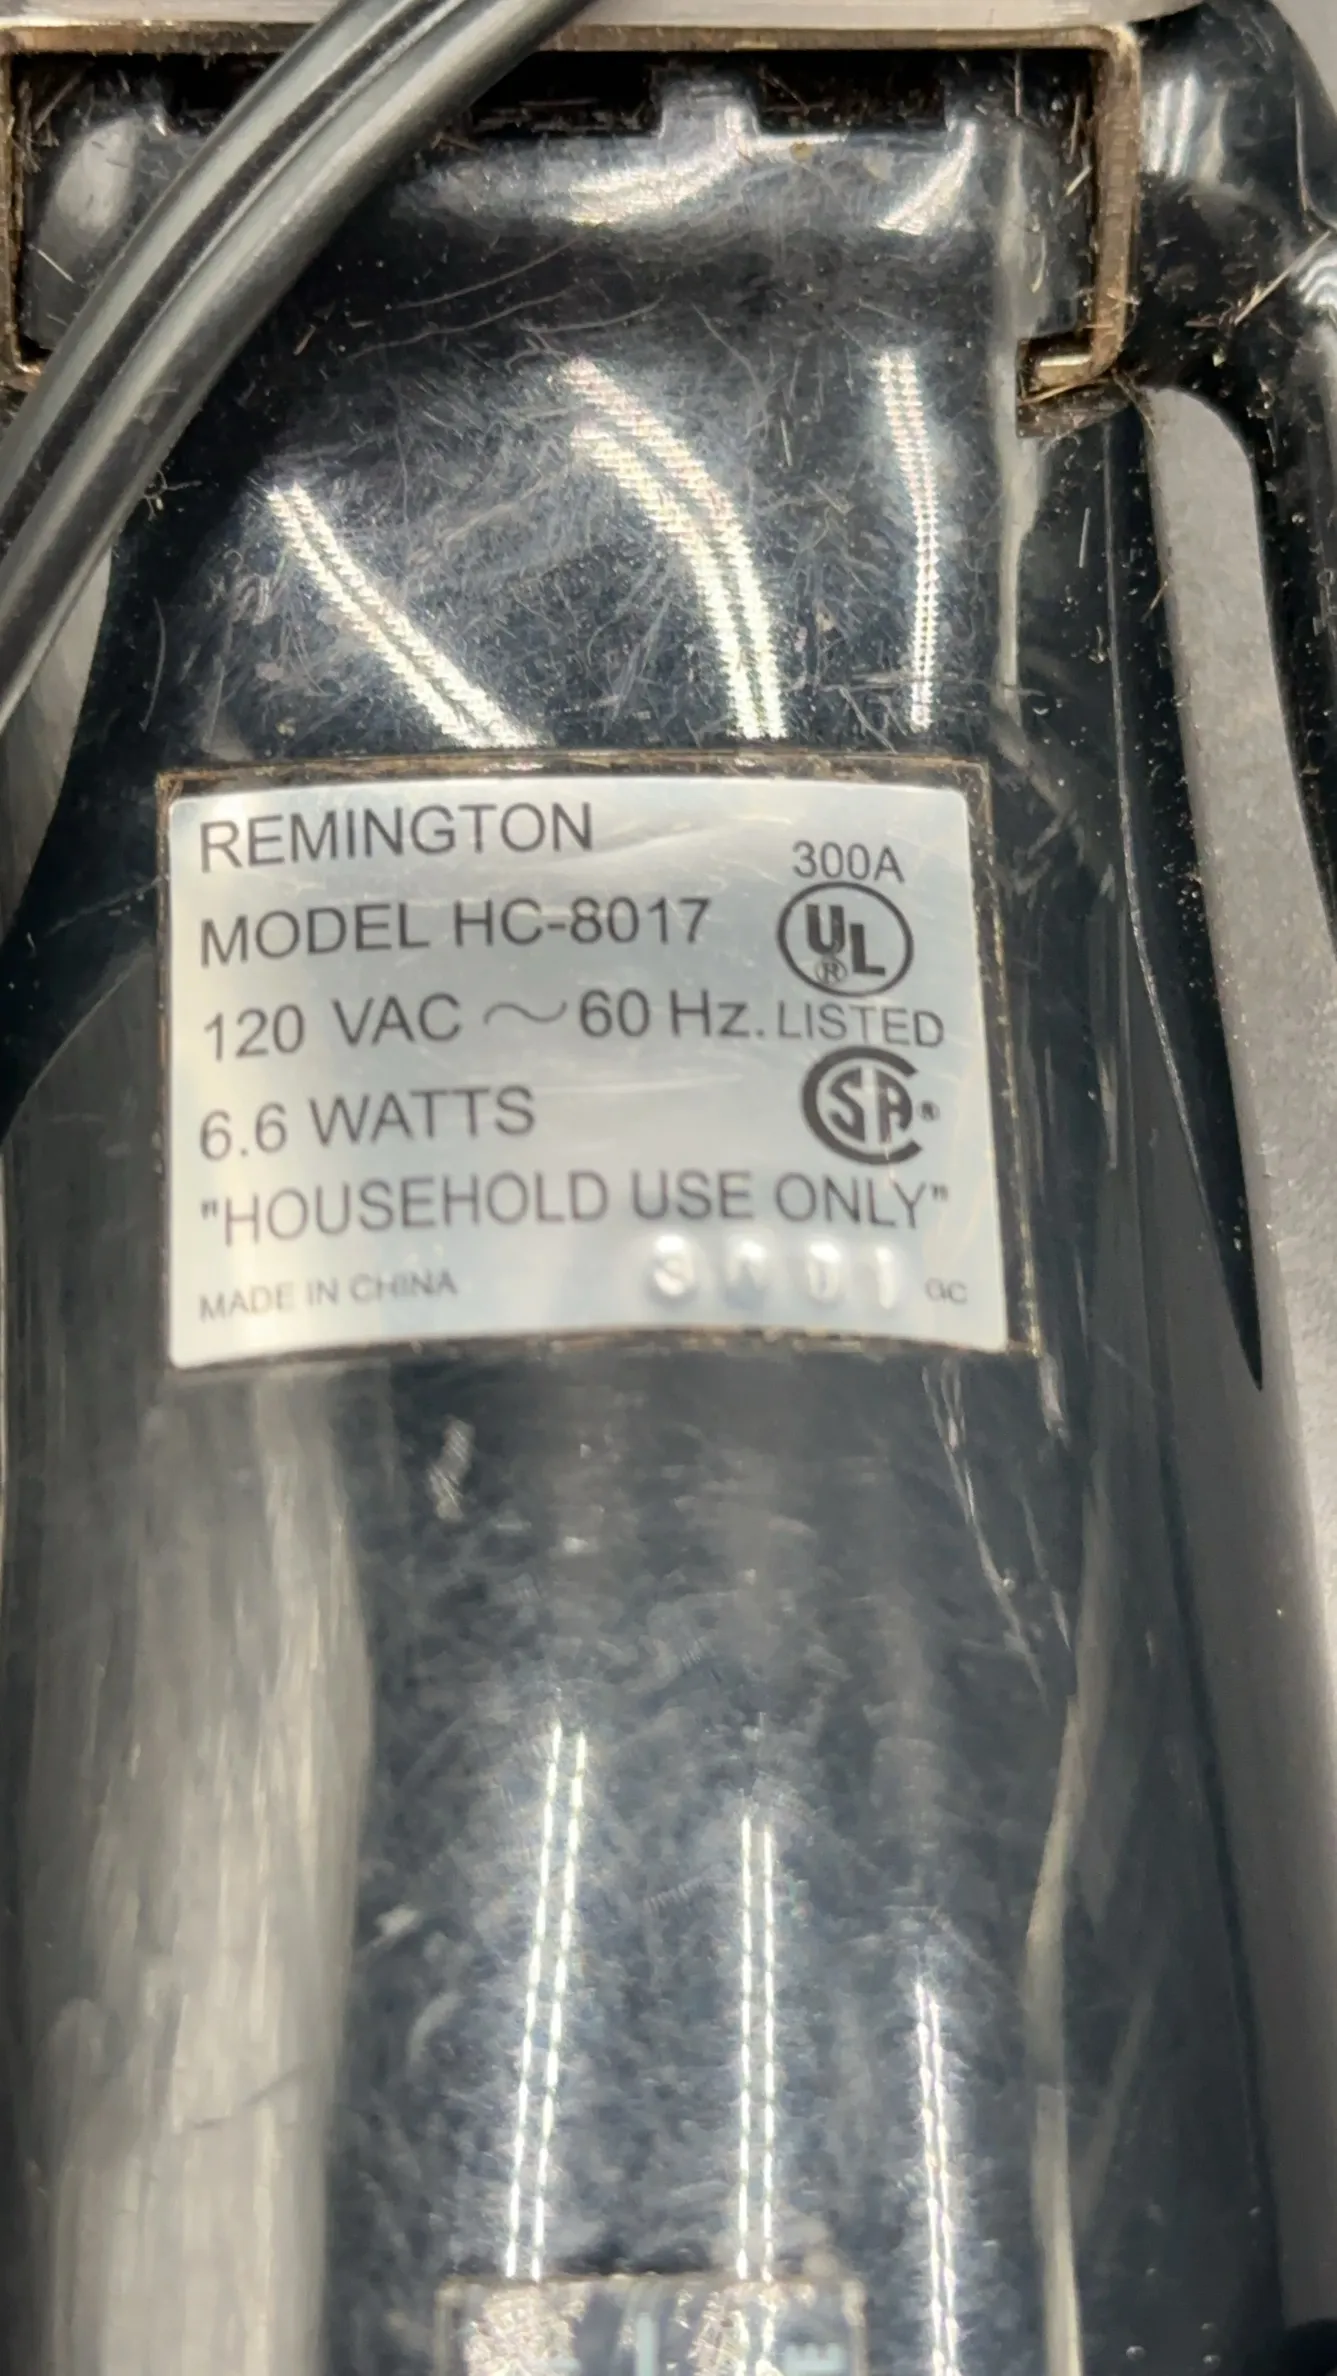 REMINGTON
300A
MODEL HC-8017
UL
®
120 VAC ~ 60 Hz. LISTED
6.6 WATTS
SA®
"HOUSEHOLD USE ONLY"
MADE IN CHINA
GC